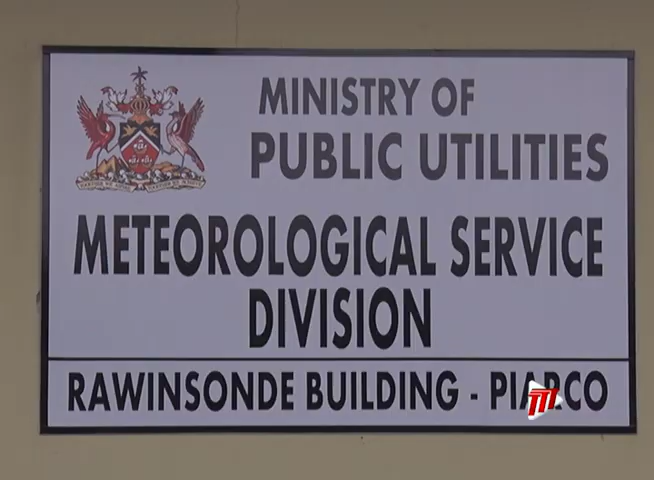 MINISTRY OF
PUBLIC UTILITIES
METEOROLOGICAL SERVICE
DIVISION
RAWINSONDE BUILDING - PIARCO